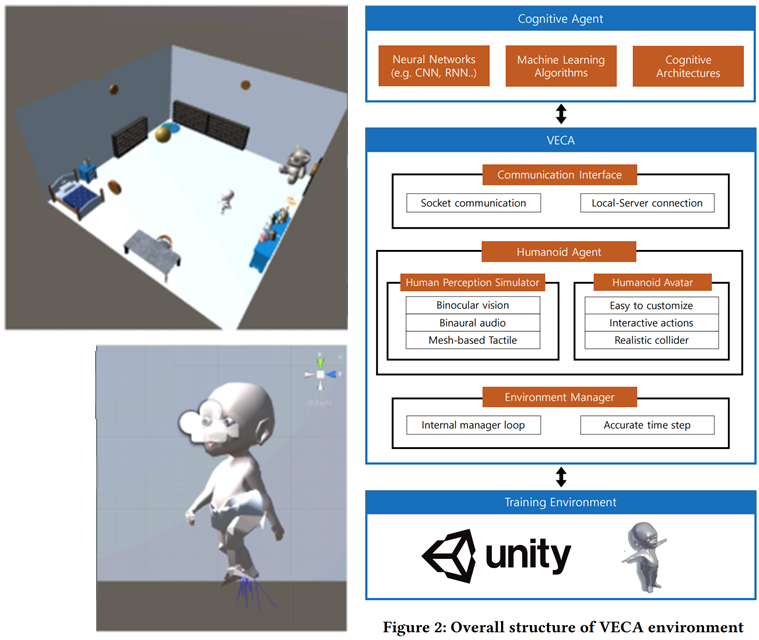 Cognitive Agent
Neural Networks
(e.g. CNN, RNN..)
Machine Learning
Algorithms
Cognitive
Architectures
VECA
Communication Interface
Socket communication
Local-Server connection
Humanoid Agent
Human Perception Simulator
Binocular vision
Binaural audio
Mesh-based Tactile
Humanoid Avatar
Easy to customize
Interactive actions
Realistic collider
Environment Manager
Internal manager loop
Accurate time step
Training Environment
unity
Figure 2: Overall structure of VECA environment